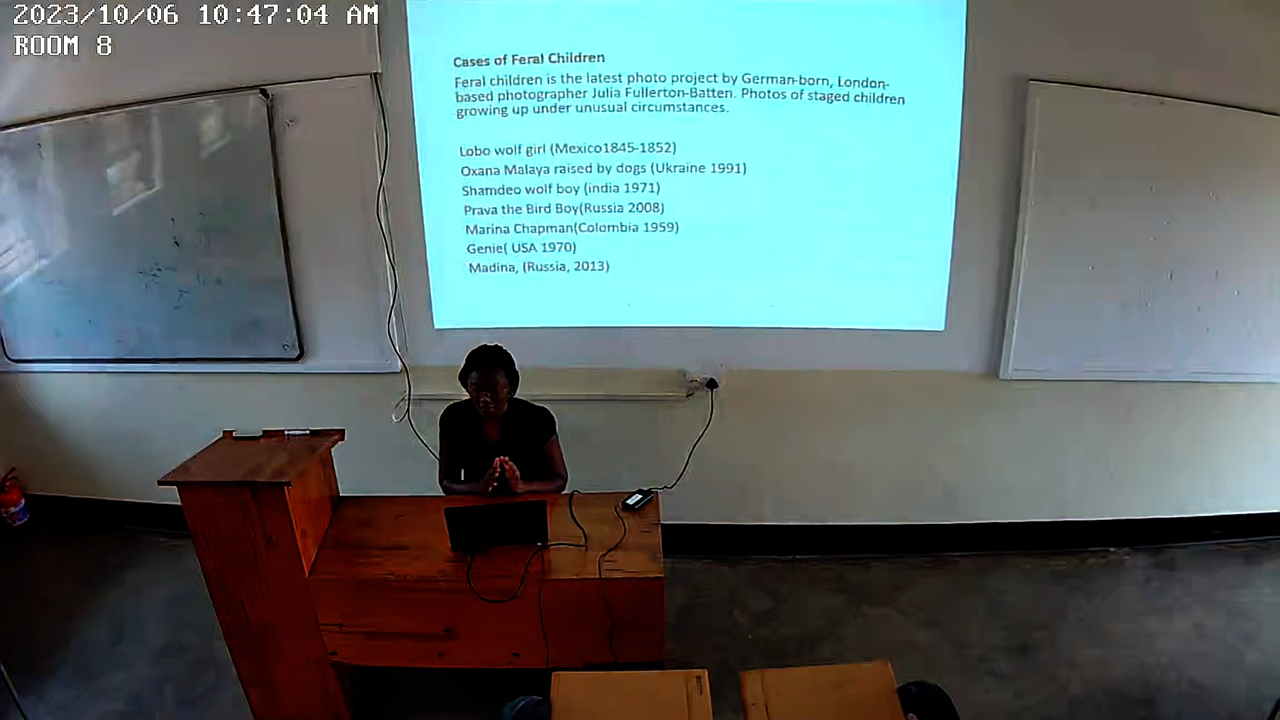 2023/10/06 10:47:04 AM
ROOM 8
Cases of Feral Children
Feral children is the latest photo project by German-born, London-
based photographer Julia Fullerton-Batten. Photos of staged children
growing up under unusual circumstances.
Lobo wolf girl (Mexico1845-1852)
Oxana Malaya raised by dogs (Ukraine 1991)
Shamdeo wolf boy (india 1971)
Prava the Bird Boy(Russia 2008)
Marina Chapman(Colombia 1959)
Genie( USA 1970)
Madina, (Russia, 2013)